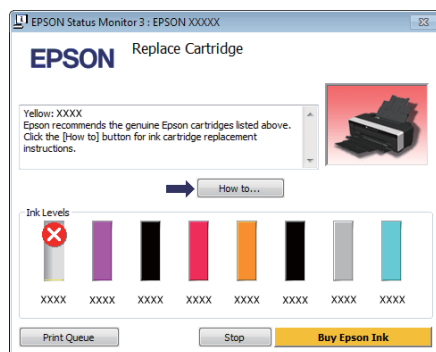 EPSON Status Monitor 3 : EPSON XXXXX
EPSON
Replace Cartridge
Yellow: XXXX
Epson recommends the genuine Epson cartridges listed above.
Click the [How to] button for ink cartridge replacement
instructions.
How to...
Ink Levels
XXXX XXXX XXXX XXXX XXXX XXXX XXXX XXXX
Print Queue Stop Buy Epson Ink